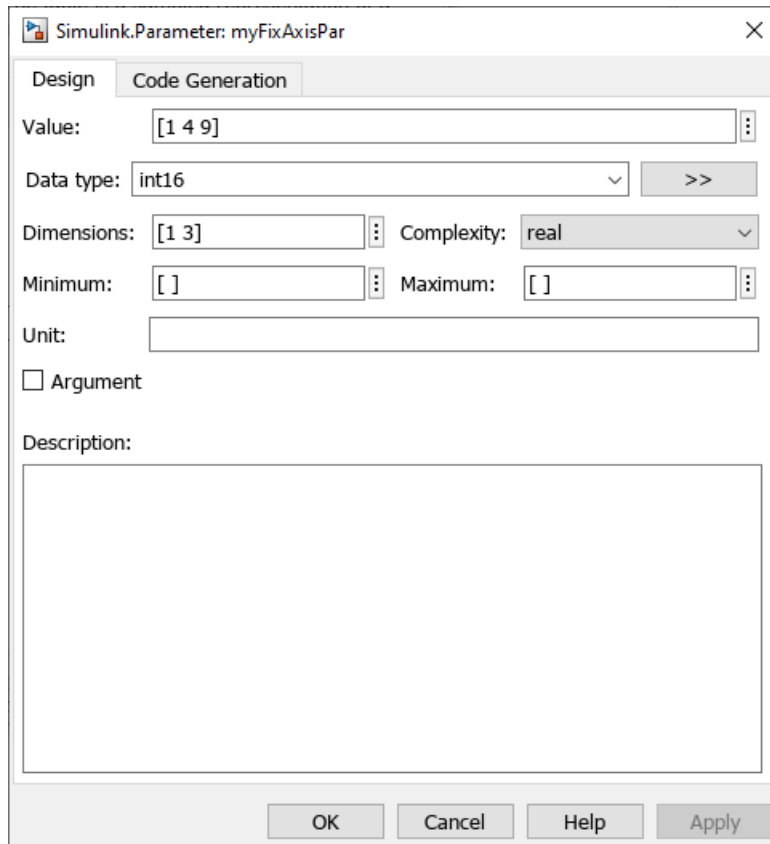 Simulink.Parameter: myFixAxisPar
Design Code Generation
Value: [1 4 9]
Data type: int16 >>
Dimensions: [1 3] Complexity: real
Minimum: [ ] Maximum: [ ]
Unit:
Argument
Description:
OK Cancel Help Apply